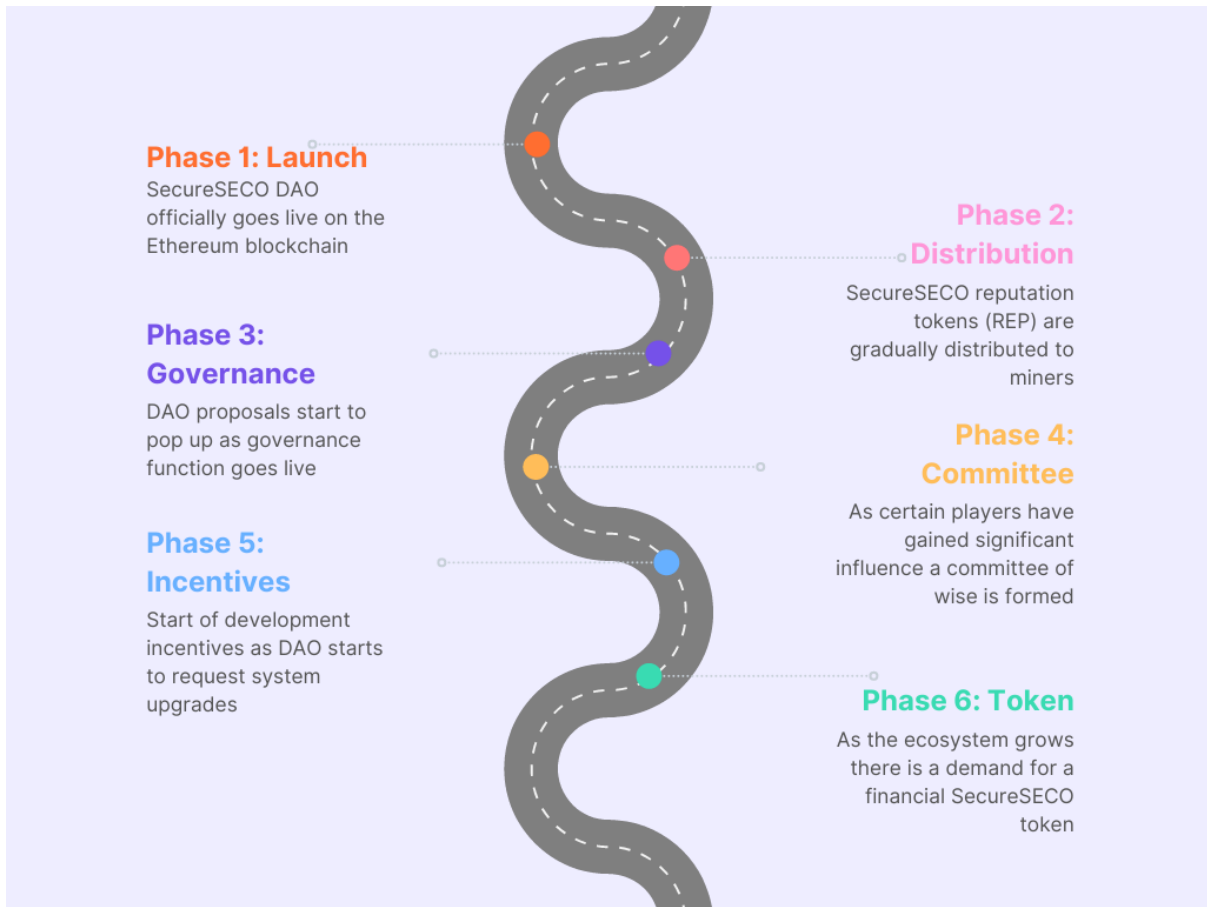 Phase 1: Launch
SecureSECO DAO
officially goes live on the
Ethereum blockchain
Phase 2:
Distribution
SecureSECO reputation
tokens (REP) are
gradually distributed to
miners
Phase 3:
Governance
DAO proposals start to
pop up as governance
function goes live
Phase 4:
Committee
As certain players have
gained significant
influence a committee of
wise is formed
Phase 5:
Incentives
Start of development
incentives as DAO starts
to request system
upgrades
Phase 6: Token
As the ecosystem grows
there is a demand for a
financial SecureSECO
token